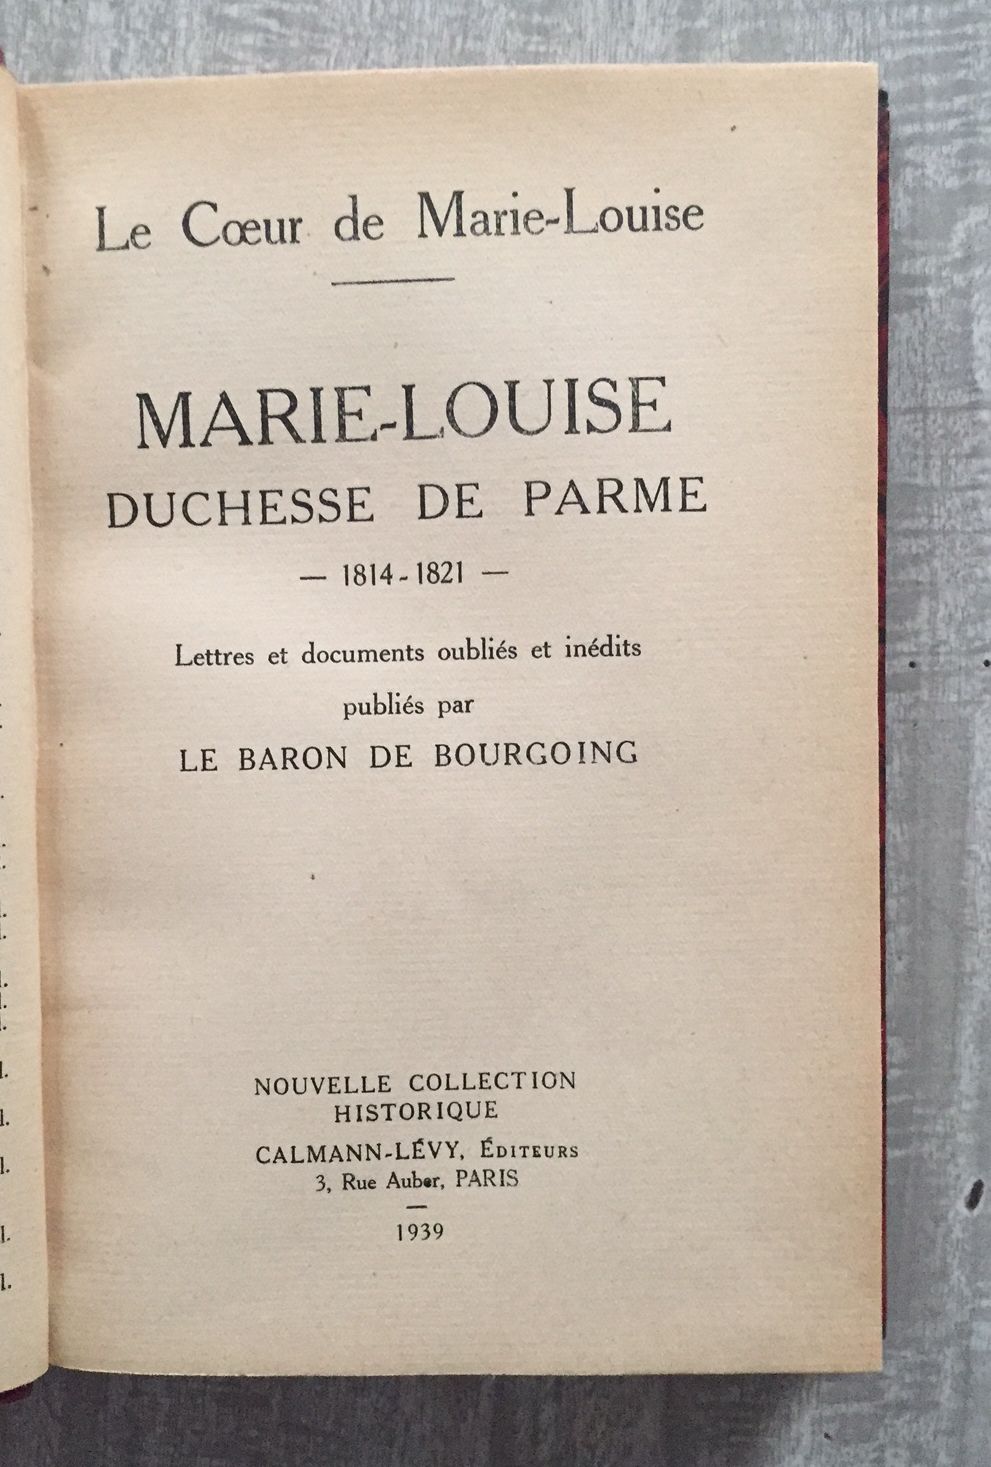 Le Cœur de Marie-Louise
MARIE-LOUISE
DUCHESSE DE PARME
— 1814-1821 —
Lettres et documents oubliés et inédits
publiés par
LE BARON DE BOURGOING
NOUVELLE COLLECTION
HISTORIQUE
CALMANN-LÉVY, ÉDITEURS
3, Rue Auber, PARIS
1939